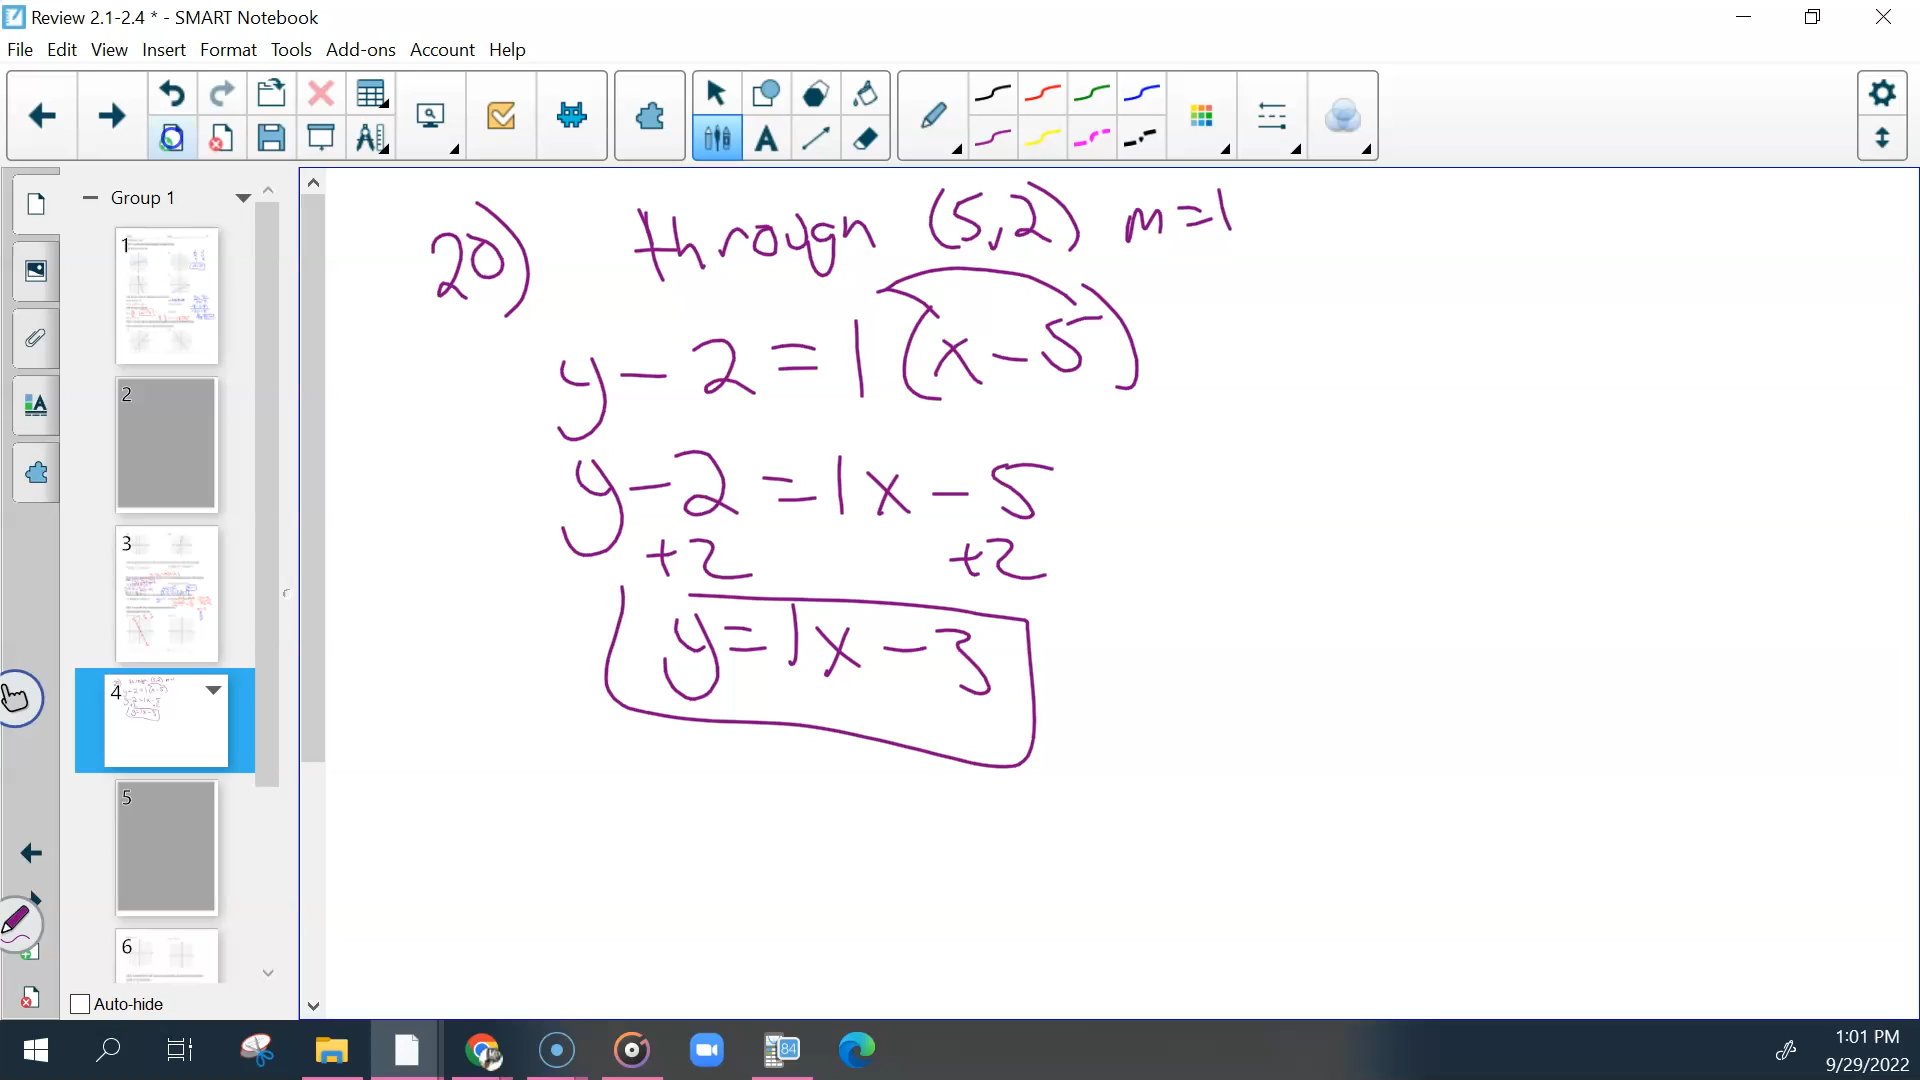 Review 2.1-2.4 * - SMART Notebook
File Edit View Insert Format Tools Add-ons Account Help
Group 1
1
2
3
4
5
6
Auto-hide
20) through (5,2) m=1
y-2=1(x-5)
y-2=1x-5
+2 +2
y=1x-3
84
1:01 PM
9/29/2022